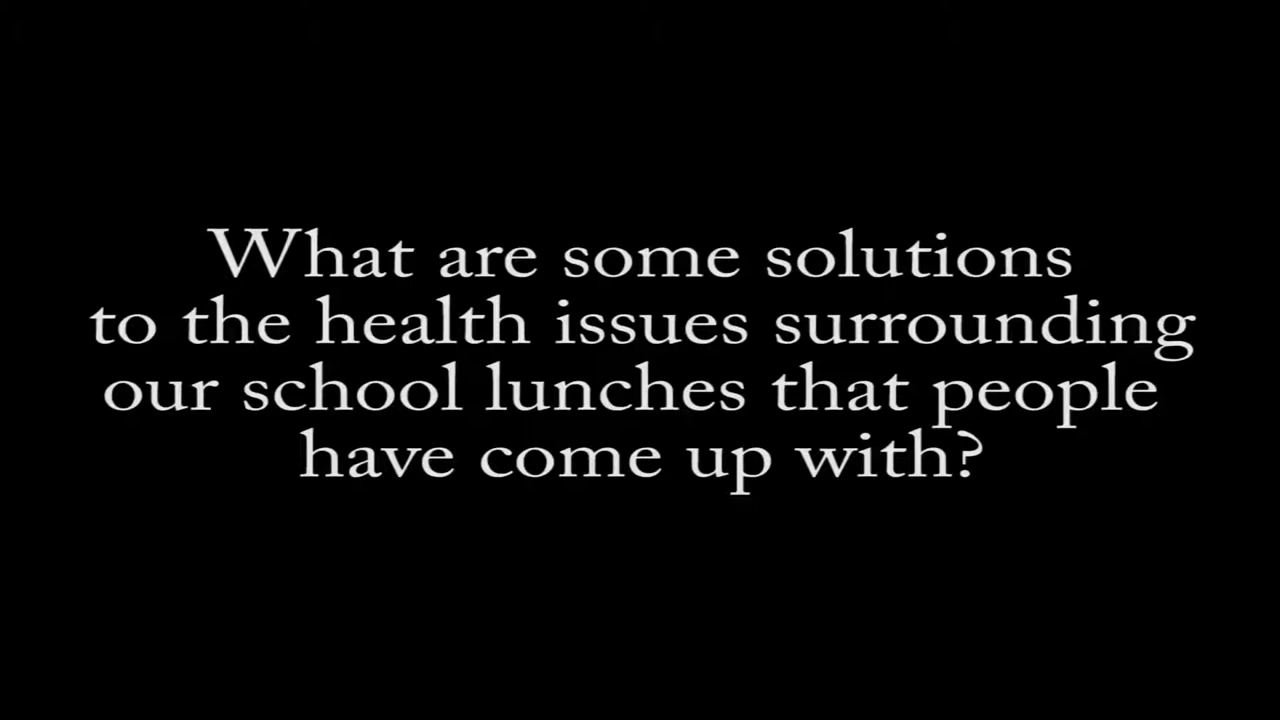 What are some solutions
to the health issues surrounding
our school lunches that people
have come up with?